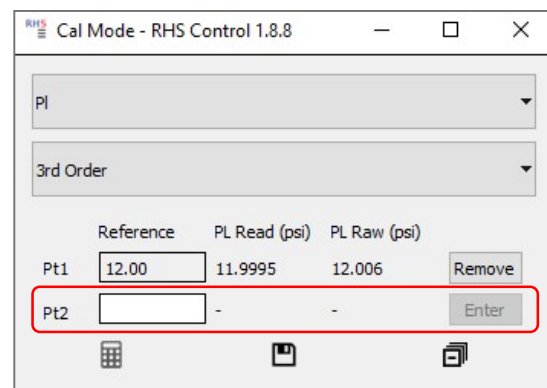 RHS Cal Mode - RHS Control 1.8.8
Pl
3rd Order
Reference PL Read (psi) PL Raw (psi)
Pt1 12.00 11.9995 12.006 Remove
Pt2 - - Enter